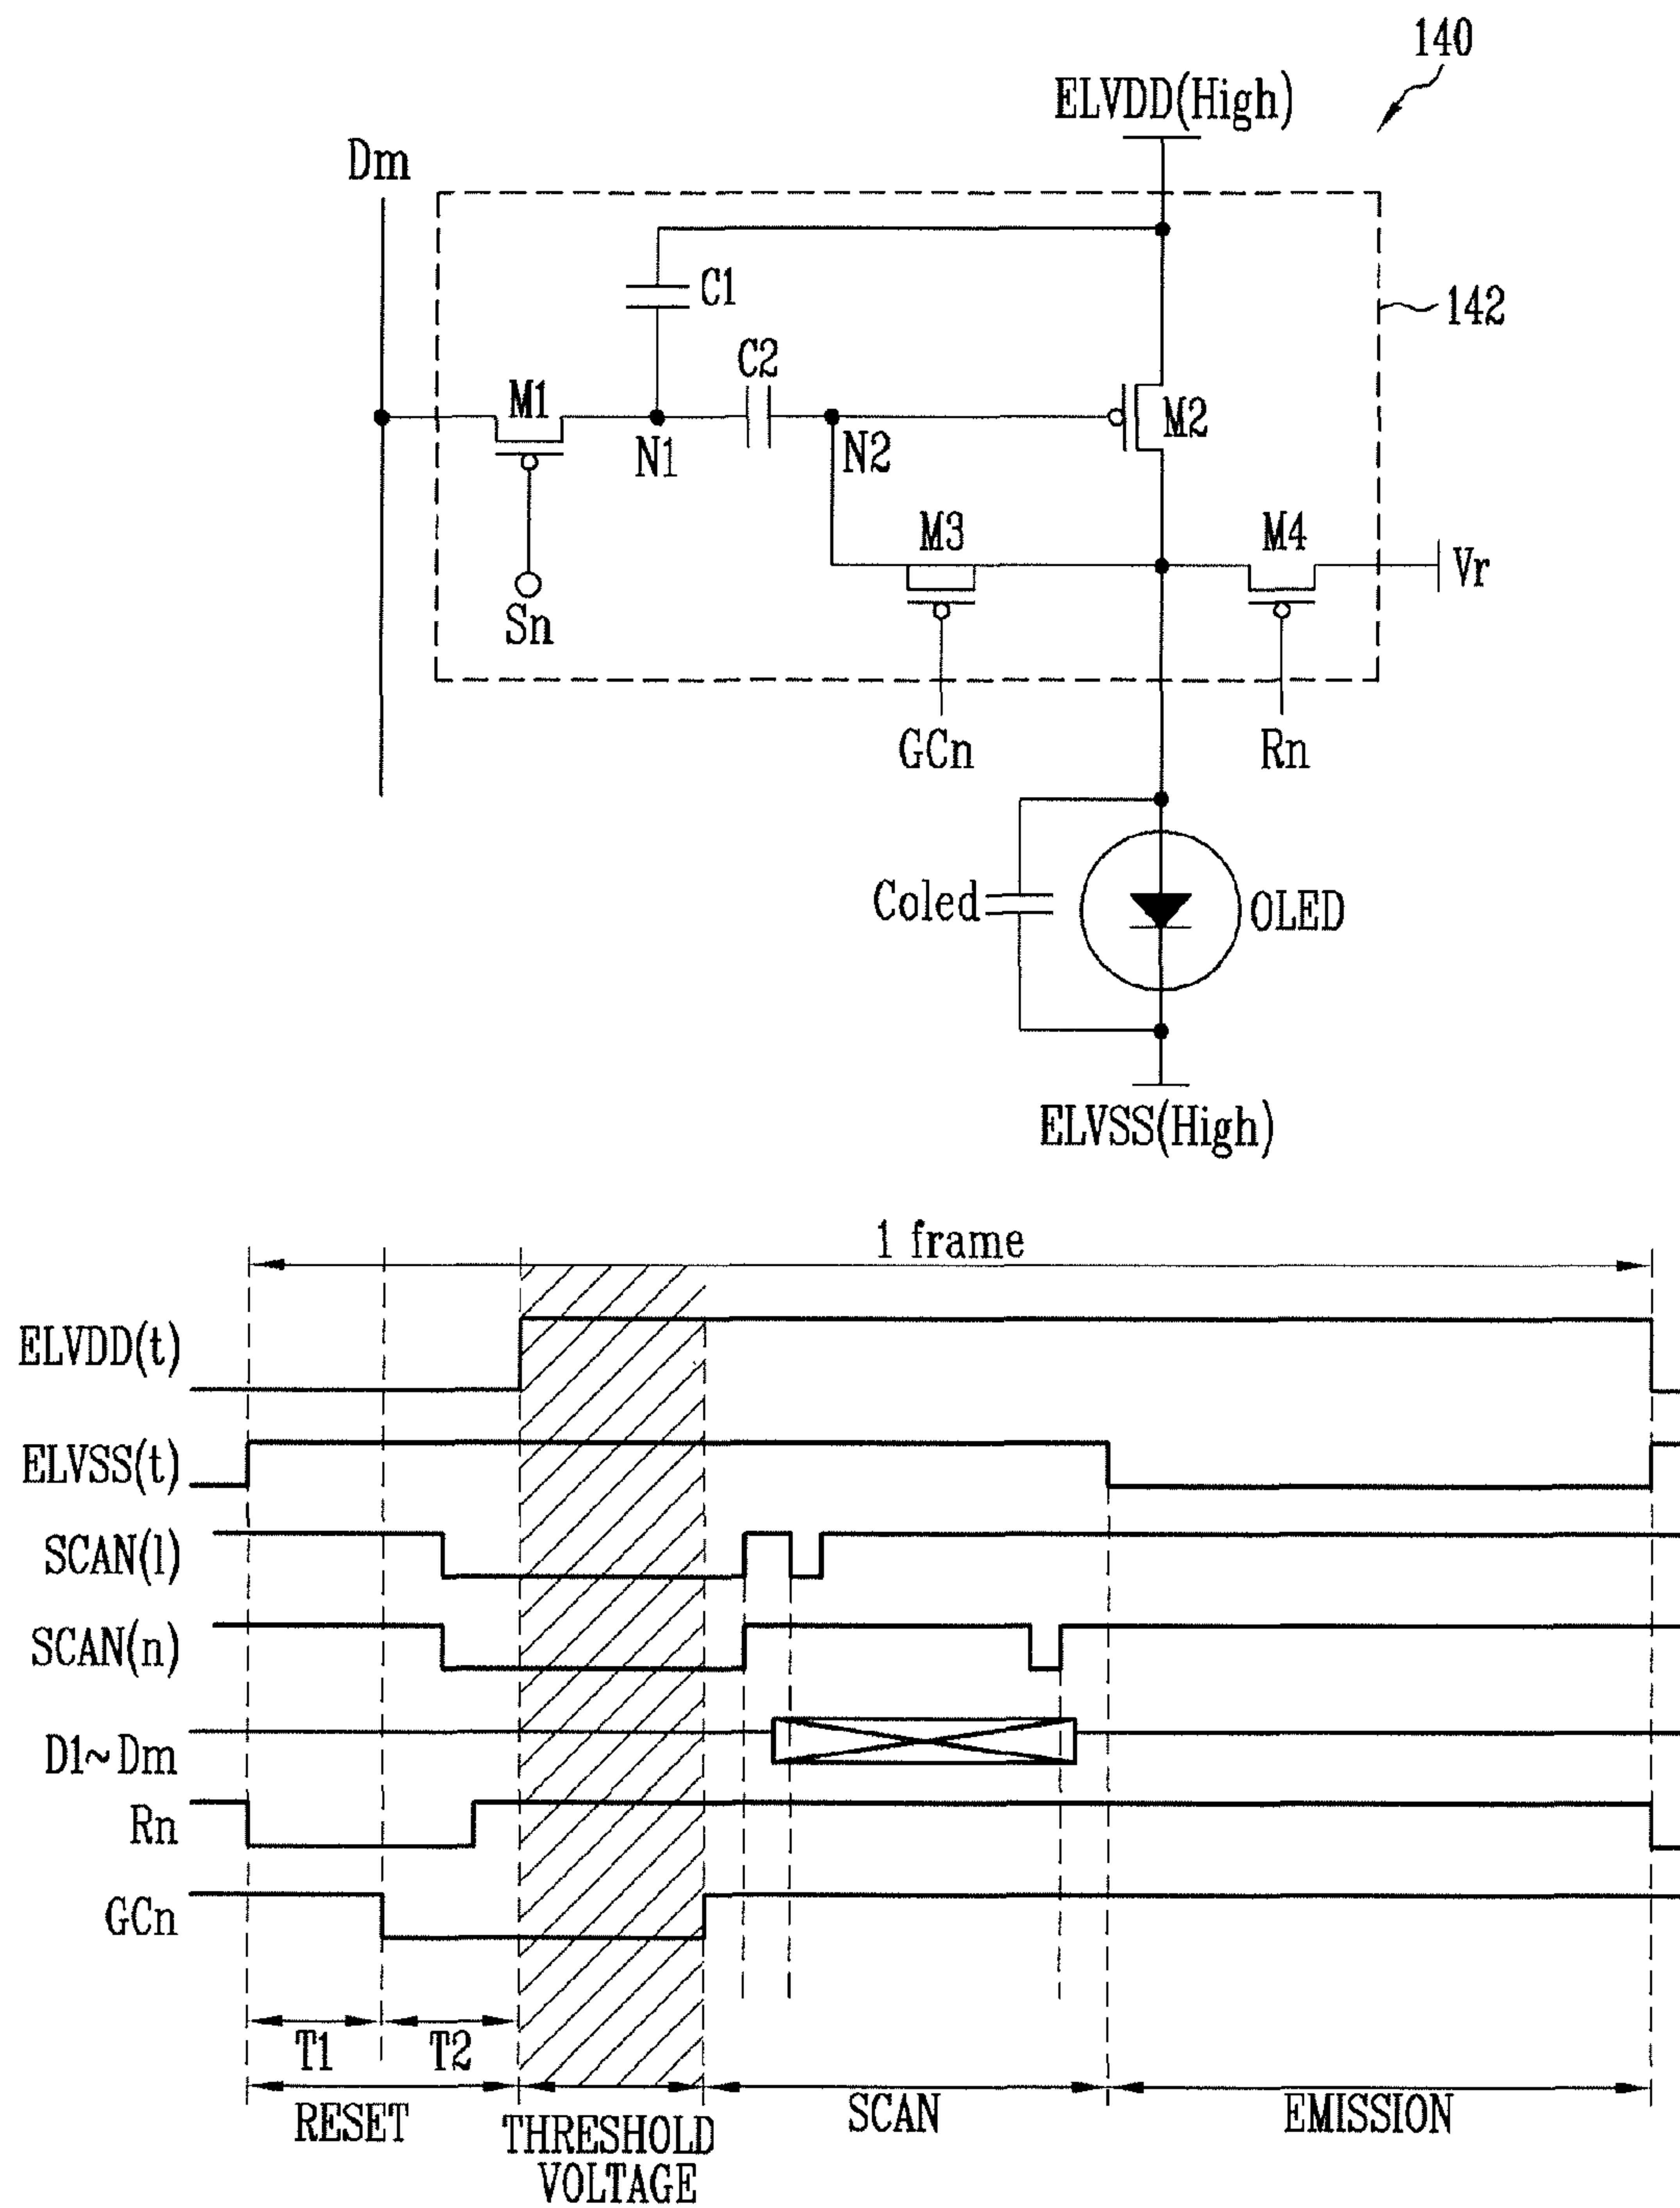 140
ELVDD(High)
Dm
C1
142
C2
M1
M2
N1
N2
M3
M4
Vr
Sn
GCn
Rn
Coled
OLED
ELVSS(High)
1 frame
ELVDD(t)
ELVSS(t)
SCAN(1)
SCAN(n)
D1~Dm
Rn
GCn
T1
T2
RESET
THRESHOLD
VOLTAGE
SCAN
EMISSION